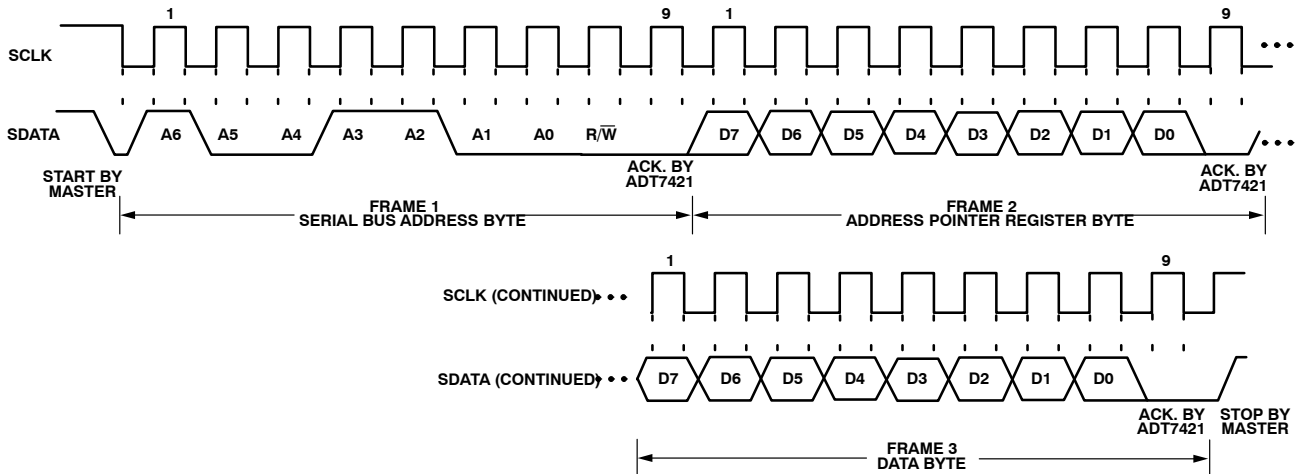 1 9 1 9
SCLK
SDATA A6 A5 A4 A3 A2 A1 A0 R/W̅ D7 D6 D5 D4 D3 D2 D1 D0
START BY
MASTER
ACK. BY
ADT7421
ACK. BY
ADT7421
FRAME 1
SERIAL BUS ADDRESS BYTE
FRAME 2
ADDRESS POINTER REGISTER BYTE
1 9
SCLK (CONTINUED)
SDATA (CONTINUED) D7 D6 D5 D4 D3 D2 D1 D0
ACK. BY
ADT7421
STOP BY
MASTER
FRAME 3
DATA BYTE